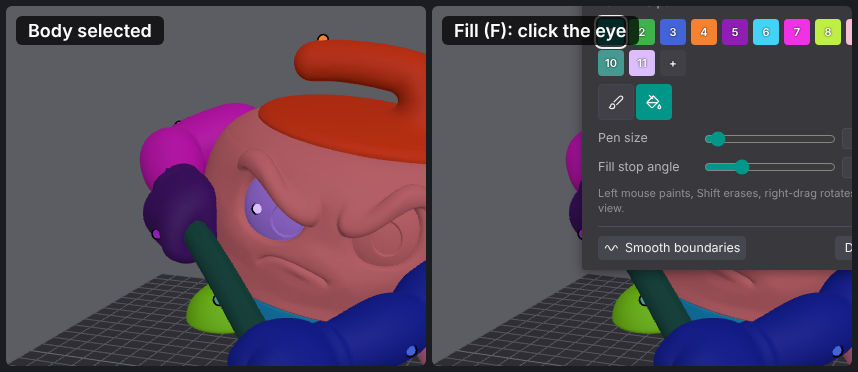 Body selected
Fill (F): click the eye
2 3 4 5 6 7 8
10 11 +
Pen size
Fill stop angle
Left mouse paints, Shift erases, right-drag rotates
view.
Smooth boundaries
D